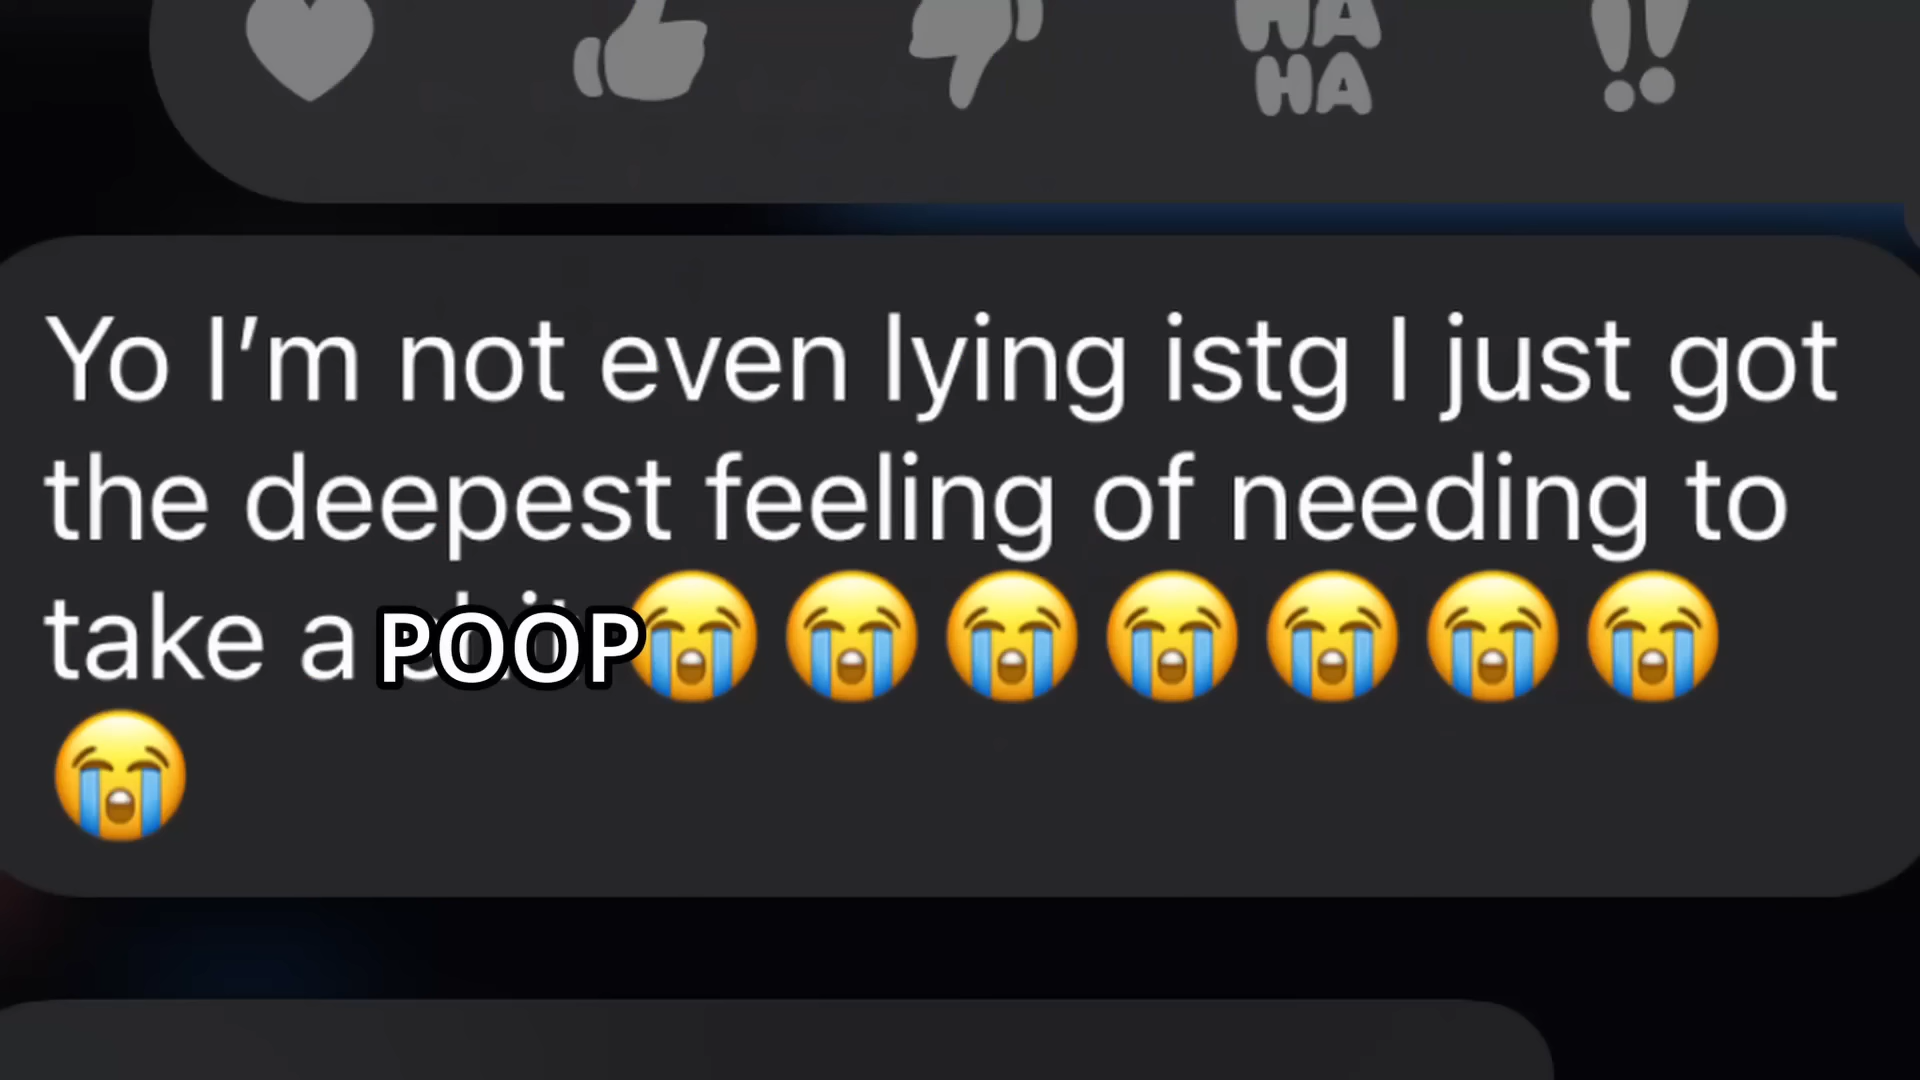 HA
HA
!!
Yo I'm not even lying istg I just got
the deepest feeling of needing to
take a POOP😭😭😭😭😭😭😭
😭